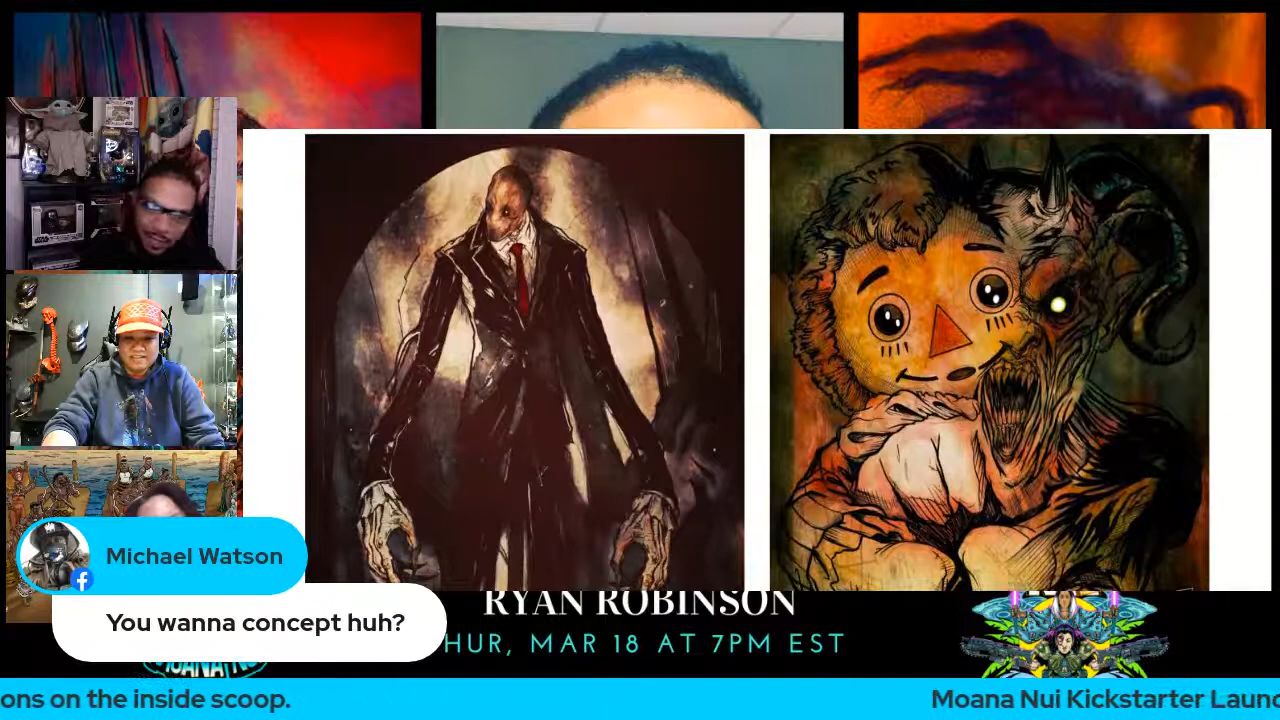 Michael Watson
You wanna concept huh?
RYAN ROBINSON
HUR, MAR 18 AT 7PM EST
ons on the inside scoop.
Moana Nui Kickstarter Launc